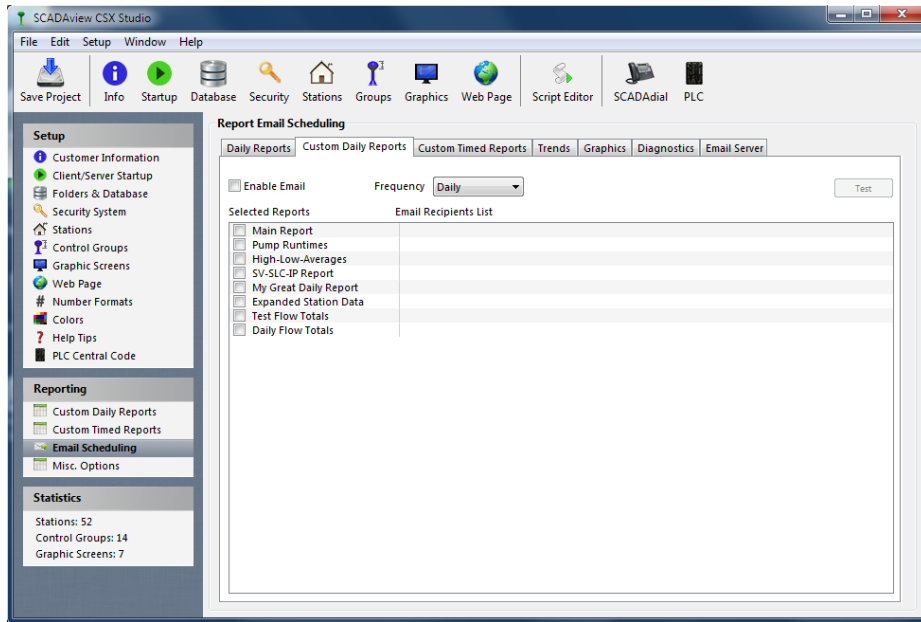 SCADAview CSX Studio
File Edit Setup Window Help
Save Project Info Startup Database Security Stations Groups Graphics Web Page Script Editor SCADAdial PLC
Setup
Customer Information
Client/Server Startup
Folders & Database
Security System
Stations
Control Groups
Graphic Screens
Web Page
# Number Formats
Colors
? Help Tips
PLC Central Code
Reporting
Custom Daily Reports
Custom Timed Reports
Email Scheduling
Misc. Options
Statistics
Stations: 52
Control Groups: 14
Graphic Screens: 7
Report Email Scheduling
Daily Reports Custom Daily Reports Custom Timed Reports Trends Graphics Diagnostics Email Server
Enable Email Frequency Daily Test
Selected Reports Email Recipients List
Main Report
Pump Runtimes
High-Low-Averages
SV-SLC-IP Report
My Great Daily Report
Expanded Station Data
Test Flow Totals
Daily Flow Totals